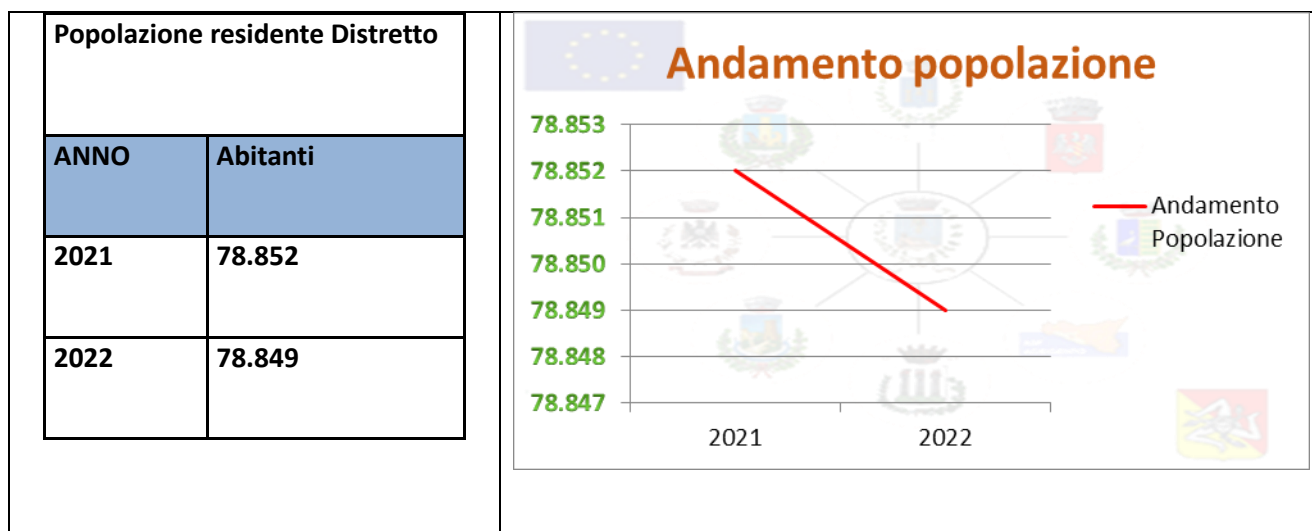 Popolazione residente Distretto
ANNO Abitanti
2021 78.852
2022 78.849
Andamento popolazione
78.853
78.852
78.851
78.850
78.849
78.848
78.847
2021 2022
Andamento
Popolazione